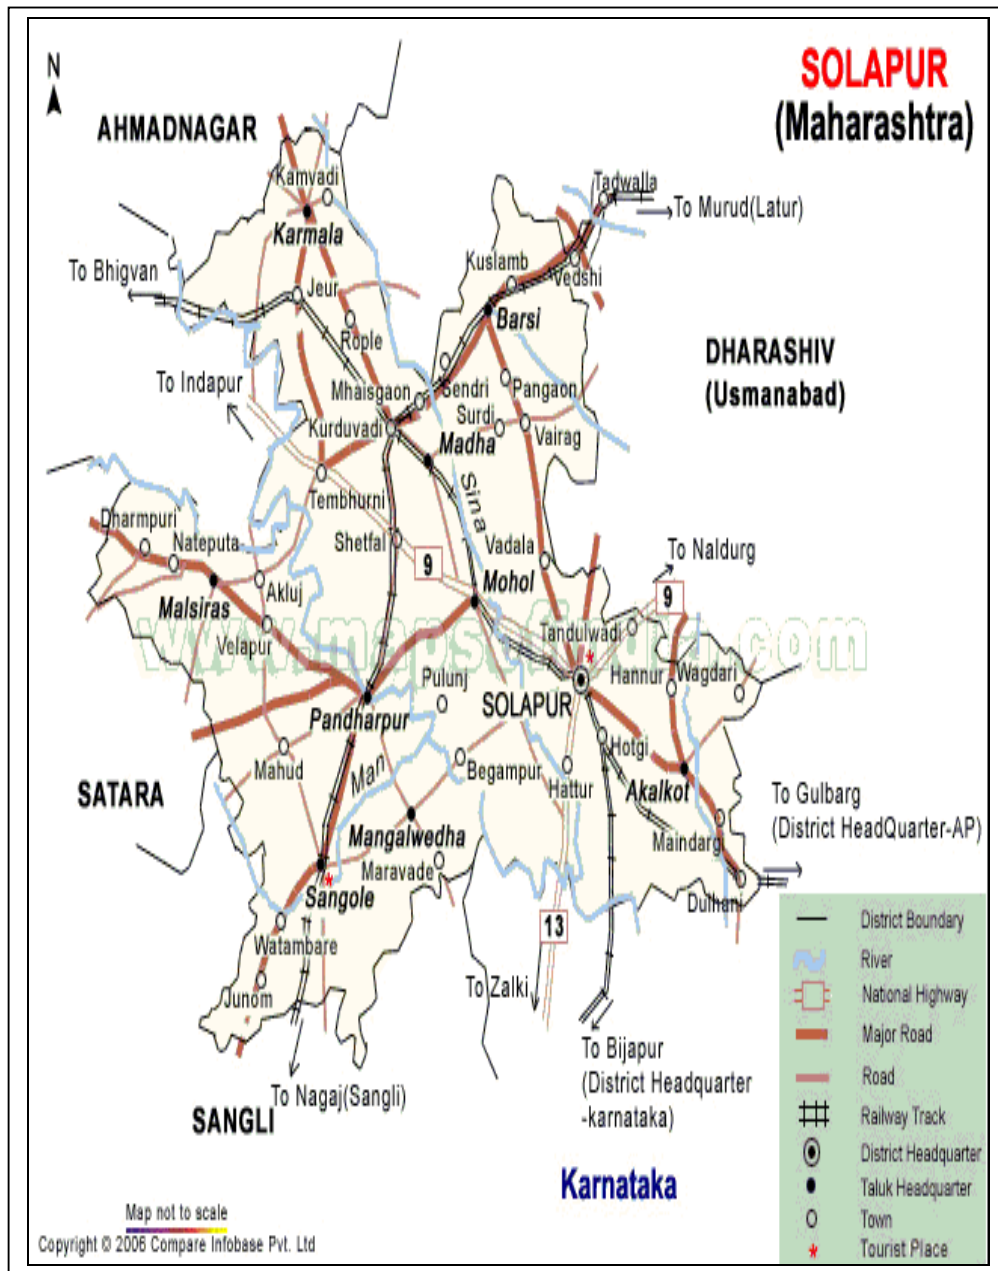 SOLAPUR
(Maharashtra)
N
AHMADNAGAR
Kamvadi
Karmala
Tadwalla
To Murud(Latur)
To Bhigvan
Jeur
Kuslamb
Vedshi
Barsi
Rople
DHARASHIV
(Usmanabad)
To Indapur
Mhaisgaon
Sendri
Pangaon
Surdi
Kurduvadi
Madha
Vairag
Tembhurni
Sina
Dharmpuri
Nateputa
Shetfal
9
Vadala
To Naldurg
Mohol
9
Malsiras
Akluj
Velapur
www.mapsofindia.com
Tandulwadi
Hannur
Wagdari
Pulunj
SOLAPUR
Pandharpur
Hotgi
Mahud
Man
Begampur
Hattur
Akalkot
SATARA
To Gulbarg
(District HeadQuarter-AP)
Mangalwedha
Maindargi
Maravade
Sangole
Dulhani
13
Watambare
Junom
To Zalki
To Bijapur
(District Headquarter
-karnataka)
To Nagaj(Sangli)
SANGLI
Karnataka
District Boundary
River
National Highway
Major Road
Road
Railway Track
District Headquarter
Taluk Headquarter
Town
Tourist Place
Map not to scale
Copyright © 2006 Compare Infobase Pvt. Ltd